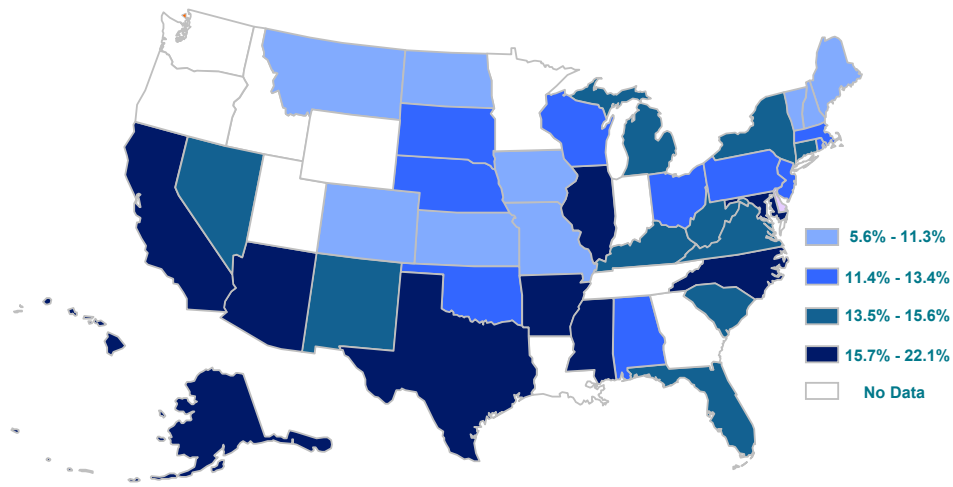 5.6% - 11.3%
11.4% - 13.4%
13.5% - 15.6%
15.7% - 22.1%
No Data